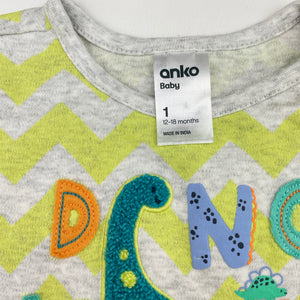 anko
Baby
1
12-18 months
MADE IN INDIA
DINO